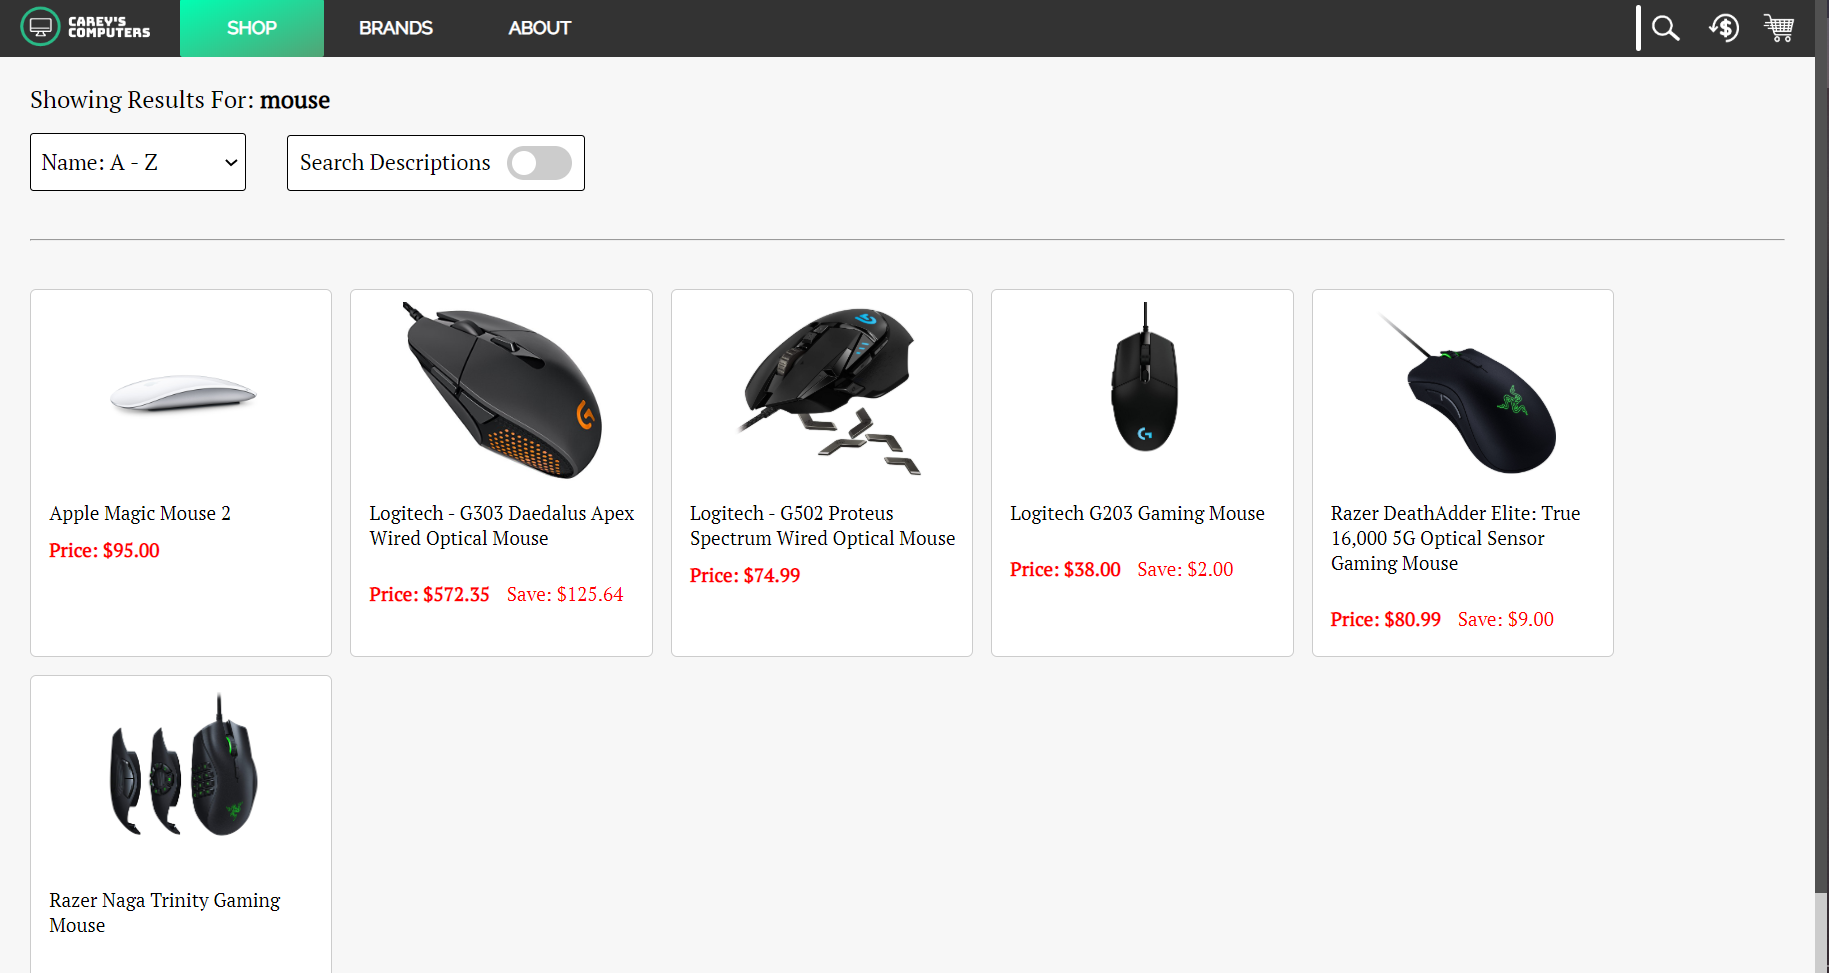 CAREY'S
COMPUTERS
SHOP
BRANDS
ABOUT
Showing Results For: mouse
Name: A - Z
Search Descriptions
Apple Magic Mouse 2
Price: $95.00
Logitech - G303 Daedalus Apex
Wired Optical Mouse
Price: $572.35 Save: $125.64
Logitech - G502 Proteus
Spectrum Wired Optical Mouse
Price: $74.99
Logitech G203 Gaming Mouse
Price: $38.00 Save: $2.00
Razer DeathAdder Elite: True
16,000 5G Optical Sensor
Gaming Mouse
Price: $80.99 Save: $9.00
Razer Naga Trinity Gaming
Mouse